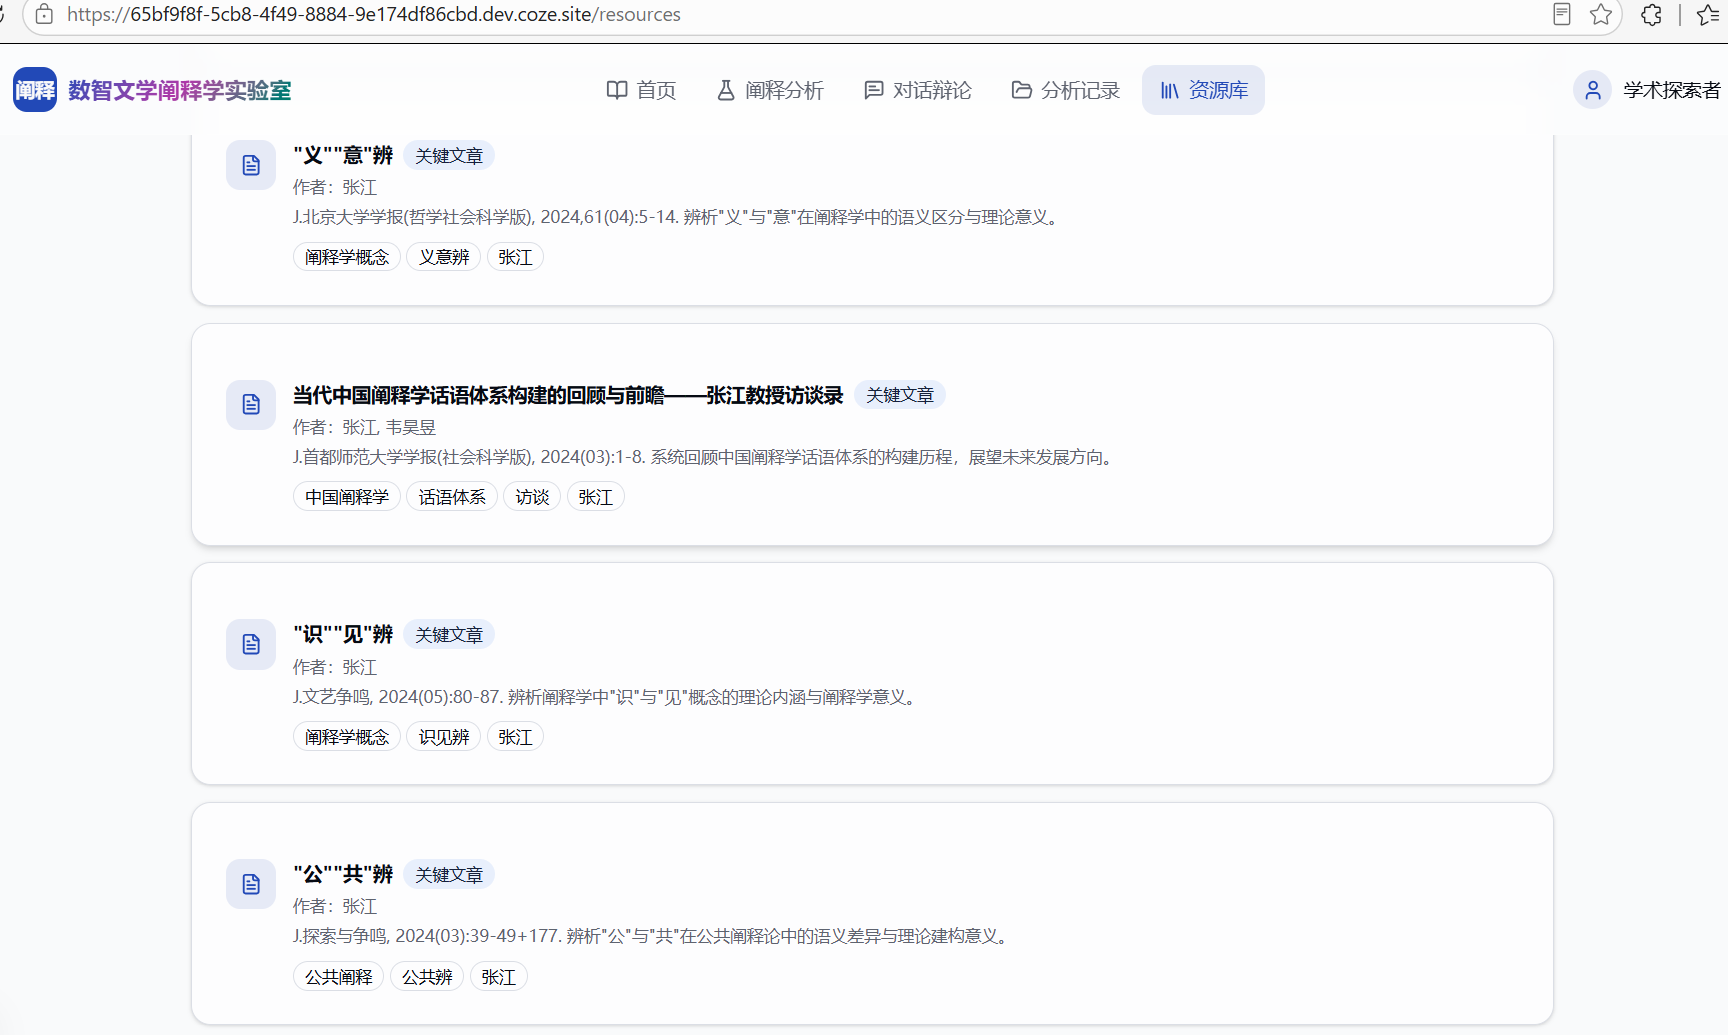 https://65bf9f8f-5cb8-4f49-8884-9e174df86cbd.dev.coze.site/resources
阐释 数智文学阐释学实验室 首页 阐释分析 对话辩论 分析记录 资源库 学术探索者
"义""意"辨 关键文章
作者：张江
J.北京大学学报(哲学社会科学版), 2024,61(04):5-14. 辨析"义"与"意"在阐释学中的语义区分与理论意义。
阐释学概念 义意辨 张江
当代中国阐释学话语体系构建的回顾与前瞻——张江教授访谈录 关键文章
作者：张江, 韦昊昱
J.首都师范大学学报(社会科学版), 2024(03):1-8. 系统回顾中国阐释学话语体系的构建历程，展望未来发展方向。
中国阐释学 话语体系 访谈 张江
"识""见"辨 关键文章
作者：张江
J.文艺争鸣, 2024(05):80-87. 辨析阐释学中"识"与"见"概念的理论内涵与阐释学意义。
阐释学概念 识见辨 张江
"公""共"辨 关键文章
作者：张江
J.探索与争鸣, 2024(03):39-49+177. 辨析"公"与"共"在公共阐释论中的语义差异与理论建构意义。
公共阐释 公共辨 张江